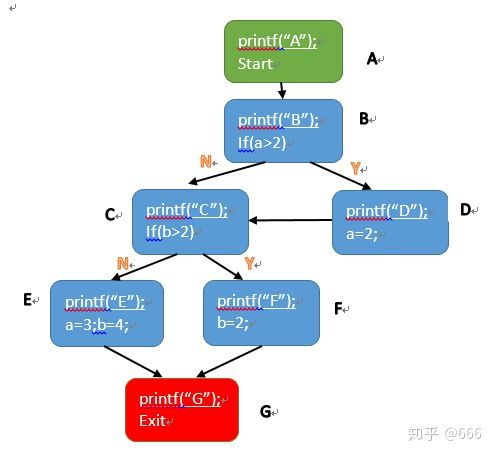 printf(“A”);
Start
A
printf(“B”);
If(a>2)
B
N
Y
C
printf(“C”);
If(b>2)
printf(“D”);
a=2;
D
N
Y
E
printf(“E”);
a=3;b=4;
printf(“F”);
b=2;
F
printf(“G”);
Exit
G
知乎 @666